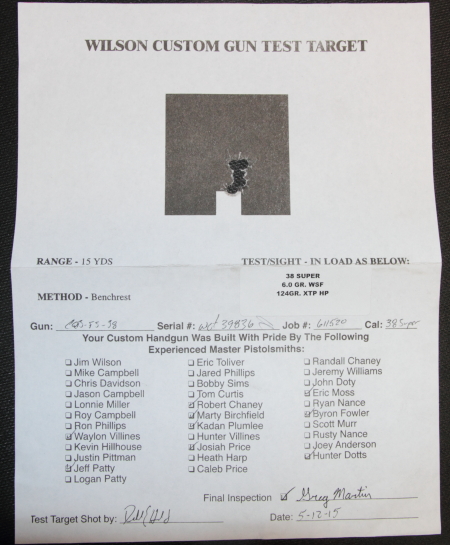 WILSON CUSTOM GUN TEST TARGET
RANGE - 15 YDS TEST/SIGHT - IN LOAD AS BELOW:
38 SUPER
6.0 GR. WSF
124GR. XTP HP
METHOD - Benchrest
Gun: Serial #: Job #: Cal: 38 Super
Your Custom Handgun Was Built With Pride By The Following
Experienced Master Pistolsmiths:
Jim Wilson Eric Toliver Randall Chaney
Mike Campbell Jared Phillips Jeremy Williams
Chris Davidson Bobby Sims John Doty
Jason Campbell Tom Curtis Eric Moss
Lonnie Miller Robert Chaney Ryan Nance
Roy Campbell Marty Birchfield Byron Fowler
Ron Phillips Kadan Plumlee Scott Murr
Waylon Villines Hunter Villines Rusty Nance
Kevin Hillhouse Josiah Price Joey Anderson
Justin Pittman Heath Harp Hunter Dotts
Jeff Patty Caleb Price
Logan Patty
Final Inspection Greg Martin
Test Target Shot by: Date: 5-12-15